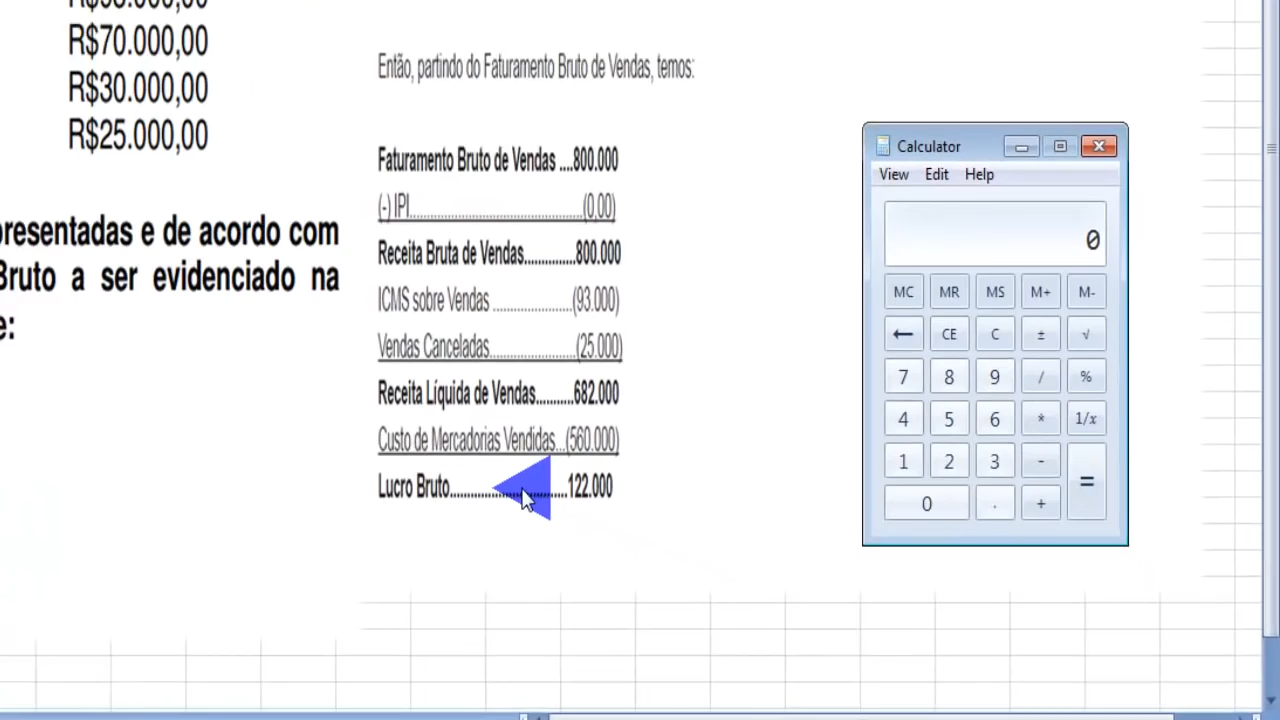 R$70.000,00
R$30.000,00
R$25.000,00
e de acordo com
Bruto a ser evidenciado na
e:
Então, partindo do Faturamento Bruto de Vendas, temos:
Faturamento Bruto de Vendas ....800.000
(-) IPI..........................................(0,00)
Receita Bruta de Vendas.............800.000
ICMS sobre Vendas ....................(93.000)
Vendas Canceladas......................(25.000)
Receita Líquida de Vendas..........682.000
Custo de Mercadorias Vendidas...(560.000)
Lucro Bruto..............................122.000
Calculator
View Edit Help
0
MC MR MS M+ M-
← CE C ± √
7 8 9 / %
4 5 6 * 1/x
1 2 3 - =
0 . +